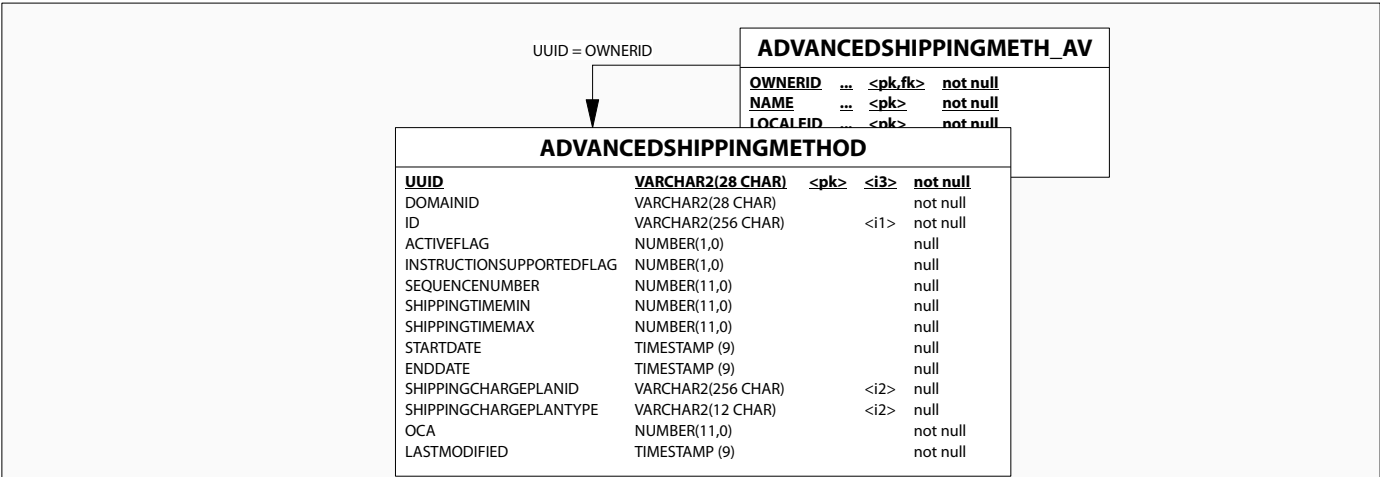 UUID = OWNERID
ADVANCEDSHIPPINGMETH_AV
OWNERID ... <pk,fk> not null
NAME ... <pk> not null
LOCALEID ... <pk> not null
ADVANCEDSHIPPINGMETHOD
UUID VARCHAR2(28 CHAR) <pk> <i3> not null
DOMAINID VARCHAR2(28 CHAR) not null
ID VARCHAR2(256 CHAR) <i1> not null
ACTIVEFLAG NUMBER(1,0) null
INSTRUCTIONSUPPORTEDFLAG NUMBER(1,0) null
SEQUENCENUMBER NUMBER(11,0) null
SHIPPINGTIMEMIN NUMBER(11,0) null
SHIPPINGTIMEMAX NUMBER(11,0) null
STARTDATE TIMESTAMP (9) null
ENDDATE TIMESTAMP (9) null
SHIPPINGCHARGEPLANID VARCHAR2(256 CHAR) <i2> null
SHIPPINGCHARGEPLANTYPE VARCHAR2(12 CHAR) <i2> null
OCA NUMBER(11,0) not null
LASTMODIFIED TIMESTAMP (9) not null